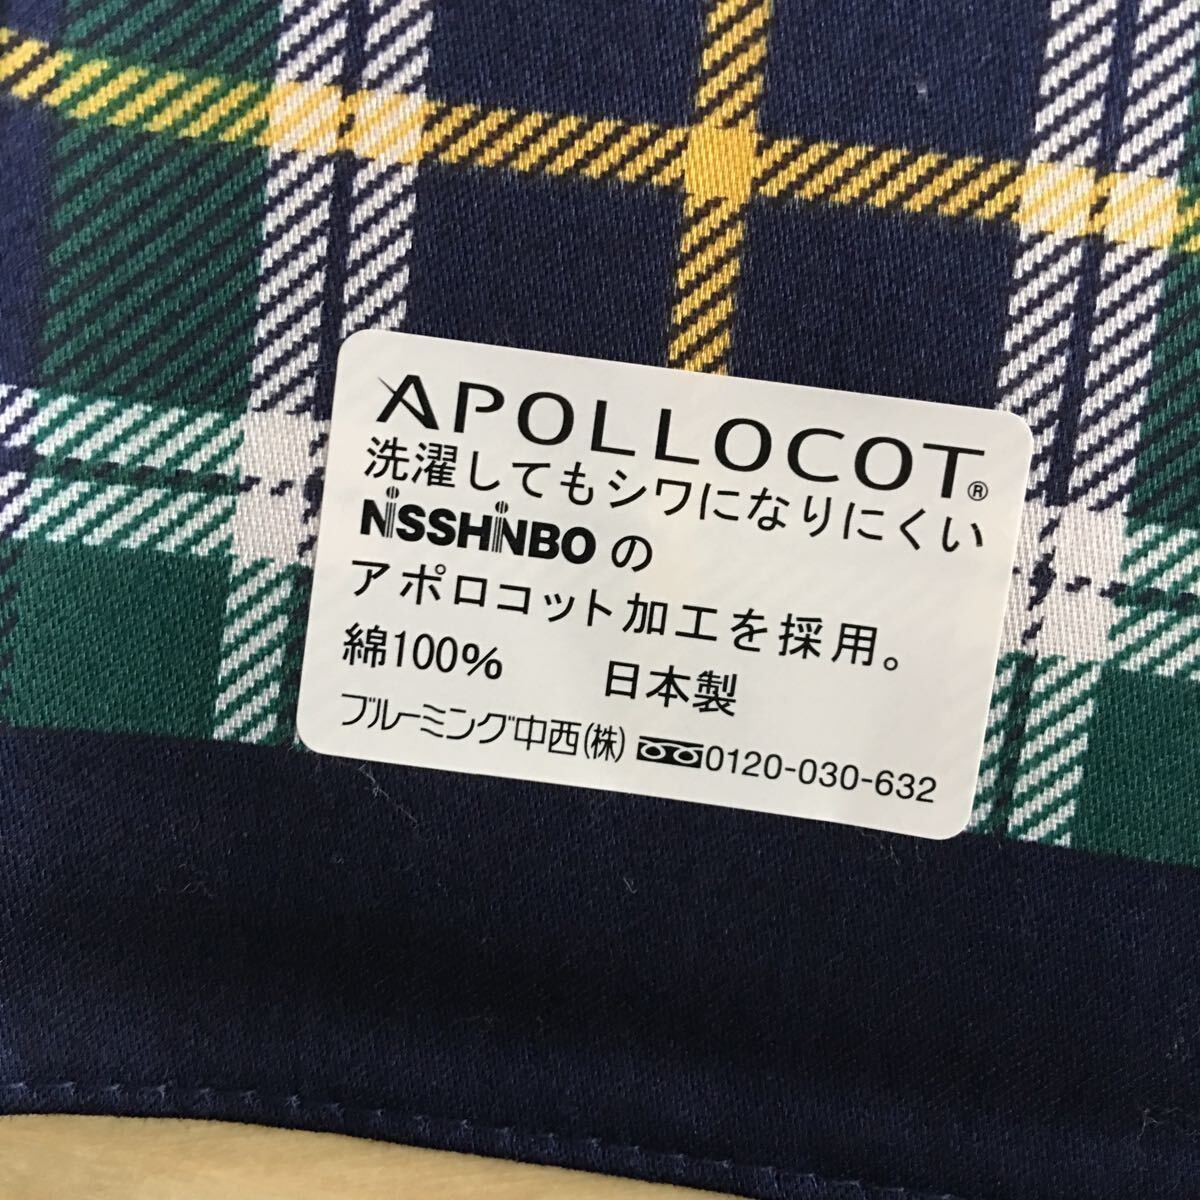 APOLLOCOT®
洗濯してもシワになりにくい
NISSHINBOの
アポロコット加工を採用。
綿100% 日本製
ブルーミング中西(株) 0120-030-632